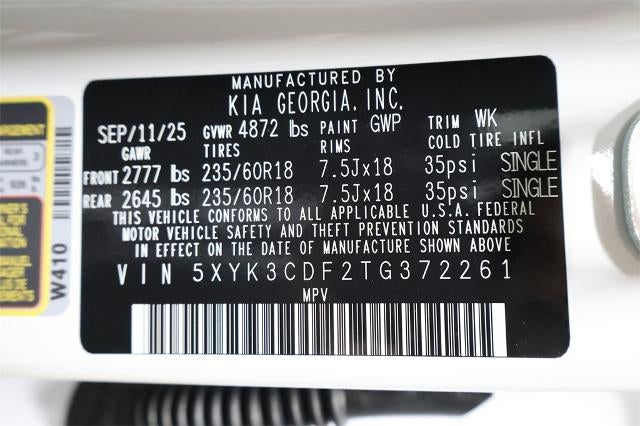 MANUFACTURED BY
KIA GEORGIA, INC.
SEP/11/25 GVWR 4872 lbs PAINT GWP TRIM WK
GAWR TIRES RIMS COLD TIRE INFL
FRONT 2777 lbs 235/60R18 7.5Jx18 35psi SINGLE
REAR 2645 lbs 235/60R18 7.5Jx18 35psi SINGLE
THIS VEHICLE CONFORMS TO ALL APPLICABLE U.S.A. FEDERAL
MOTOR VEHICLE SAFETY AND THEFT PREVENTION STANDARDS
IN EFFECT ON THE DATE OF MANUFACTURE SHOWN ABOVE
VIN 5XYK3CDF2TG372261
MPV
W410